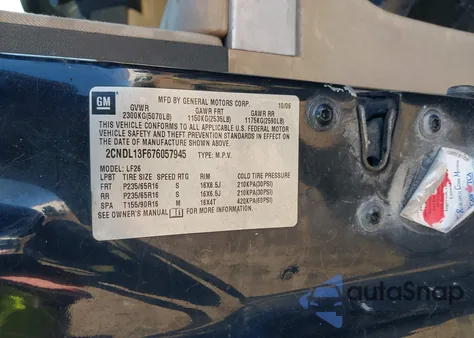 GM
MFD BY GENERAL MOTORS CORP. 10/06
GVWR GAWR FRT GAWR RR
2300KG(5070LB) 1150KG(2535LB) 1175KG(2590LB)
THIS VEHICLE CONFORMS TO ALL APPLICABLE U.S. FEDERAL MOTOR
VEHICLE SAFETY AND THEFT PREVENTION STANDARDS IN EFFECT ON THE
DATE OF MANUFACTURE SHOWN ABOVE.
2CNDL13F676057945 TYPE: M.P.V.
MODEL: LF26
LPBT TIRE SIZE SPEED RTG RIM COLD TIRE PRESSURE
FRT P235/65R16 S 16X6.5J 210KPA(30PSI)
RR P235/65R16 S 16X6.5J 210KPA(30PSI)
SPA T155/90R16 M 16X4T 420KPA(60PSI)
SEE OWNER'S MANUAL FOR MORE INFORMATION.
autoSnap